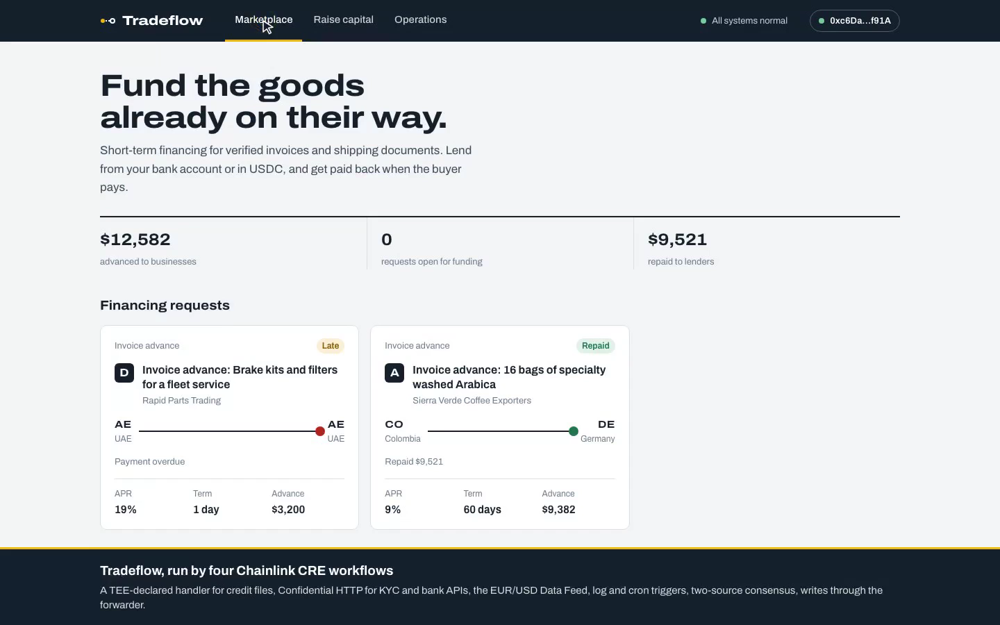 Tradeflow
Marketplace
Raise capital
Operations
All systems normal
0xc6Da...f91A
Fund the goods
already on their way.
Short-term financing for verified invoices and shipping documents. Lend
from your bank account or in USDC, and get paid back when the buyer
pays.
$12,582
advanced to businesses
0
requests open for funding
$9,521
repaid to lenders
Financing requests
Invoice advance
Late
D
Invoice advance: Brake kits and filters
for a fleet service
Rapid Parts Trading
AE
UAE
AE
UAE
Payment overdue
APR
19%
Term
1 day
Advance
$3,200
Invoice advance
Repaid
A
Invoice advance: 16 bags of specialty
washed Arabica
Sierra Verde Coffee Exporters
CO
Colombia
DE
Germany
Repaid $9,521
APR
9%
Term
60 days
Advance
$9,382
Tradeflow, run by four Chainlink CRE workflows
A TEE-declared handler for credit files, Confidential HTTP for KYC and bank APIs, the EUR/USD Data Feed, log and cron triggers, two-source consensus, writes through the
forwarder.